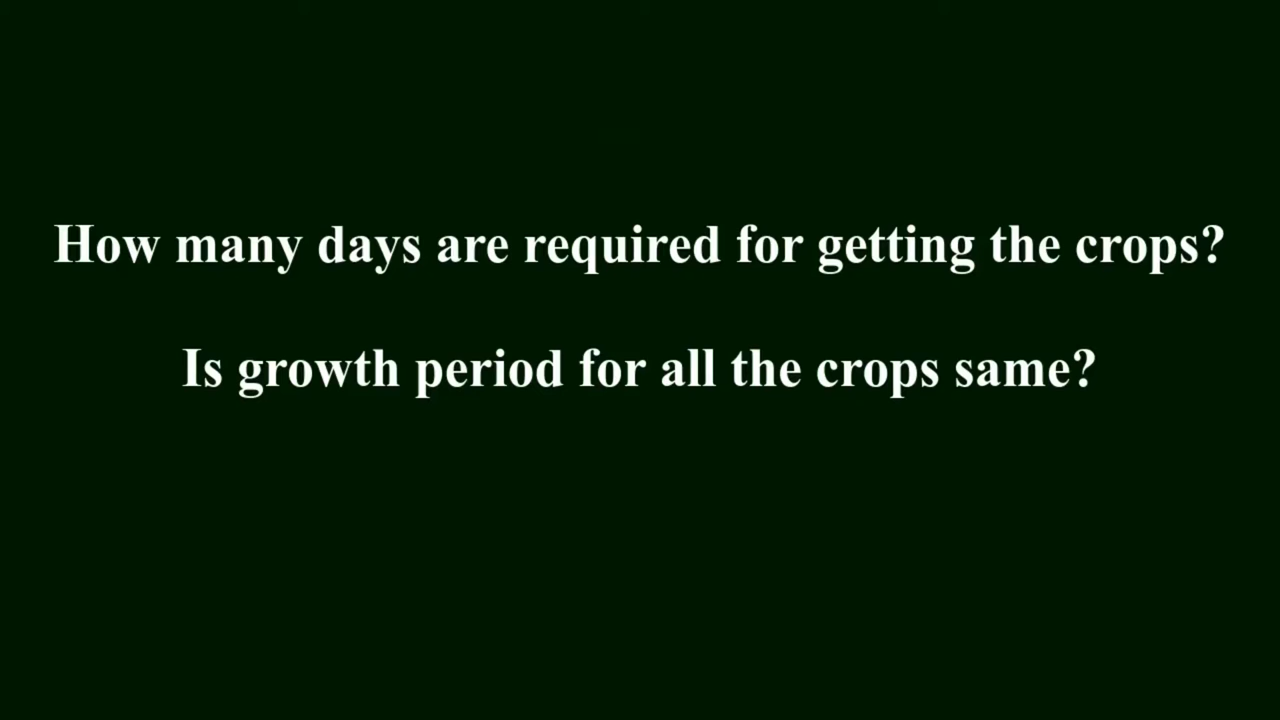 How many days are required for getting the crops?
Is growth period for all the crops same?